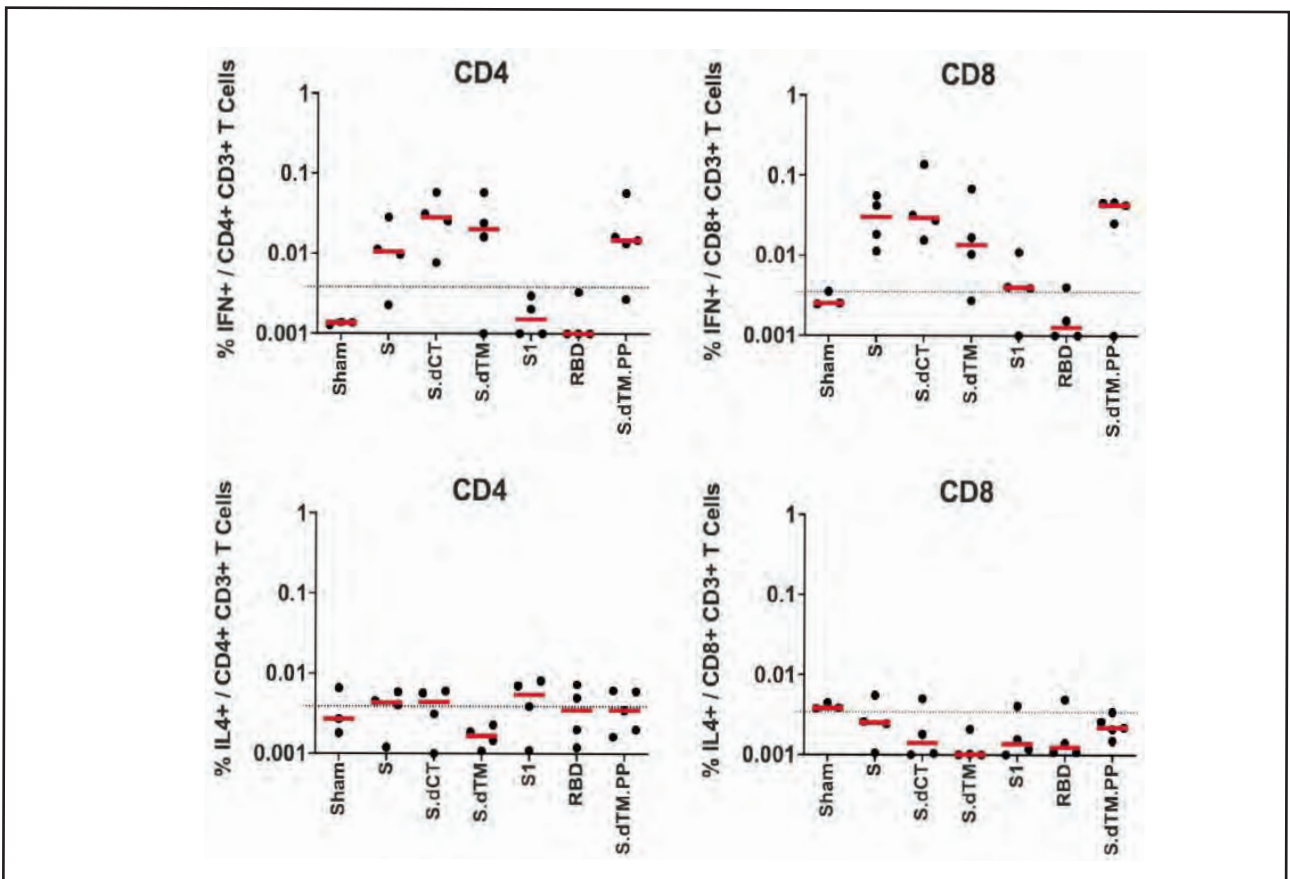 CD4
% IFN+ / CD4+ CD3+ T Cells
1
0.1
0.01
0.001
Sham
S
S.dCT
S.dTM
S1
RBD
S.dTM.PP
CD8
% IFN+ / CD8+ CD3+ T Cells
1
0.1
0.01
0.001
Sham
S
S.dCT
S.dTM
S1
RBD
S.dTM.PP
CD4
% IL4+ / CD4+ CD3+ T Cells
1
0.1
0.01
0.001
Sham
S
S.dCT
S.dTM
S1
RBD
S.dTM.PP
CD8
% IL4+ / CD8+ CD3+ T Cells
1
0.1
0.01
0.001
Sham
S
S.dCT
S.dTM
S1
RBD
S.dTM.PP